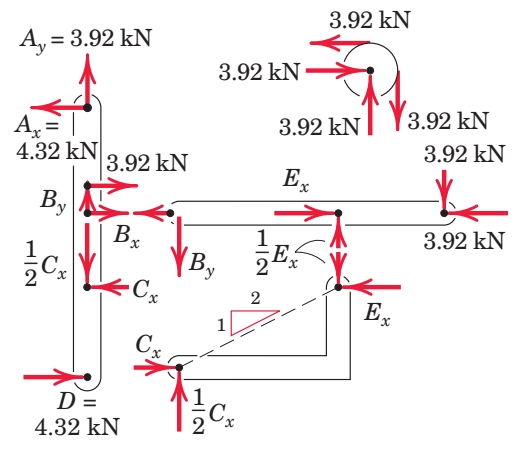 A_y = 3.92 kN
3.92 kN
3.92 kN
3.92 kN
3.92 kN
A_x =
4.32 kN
3.92 kN
3.92 kN
E_x
B_y
B_x
B_y
\frac{1}{2}E_x
3.92 kN
\frac{1}{2}C_x
C_x
2
1
E_x
C_x
D =
4.32 kN
\frac{1}{2}C_x